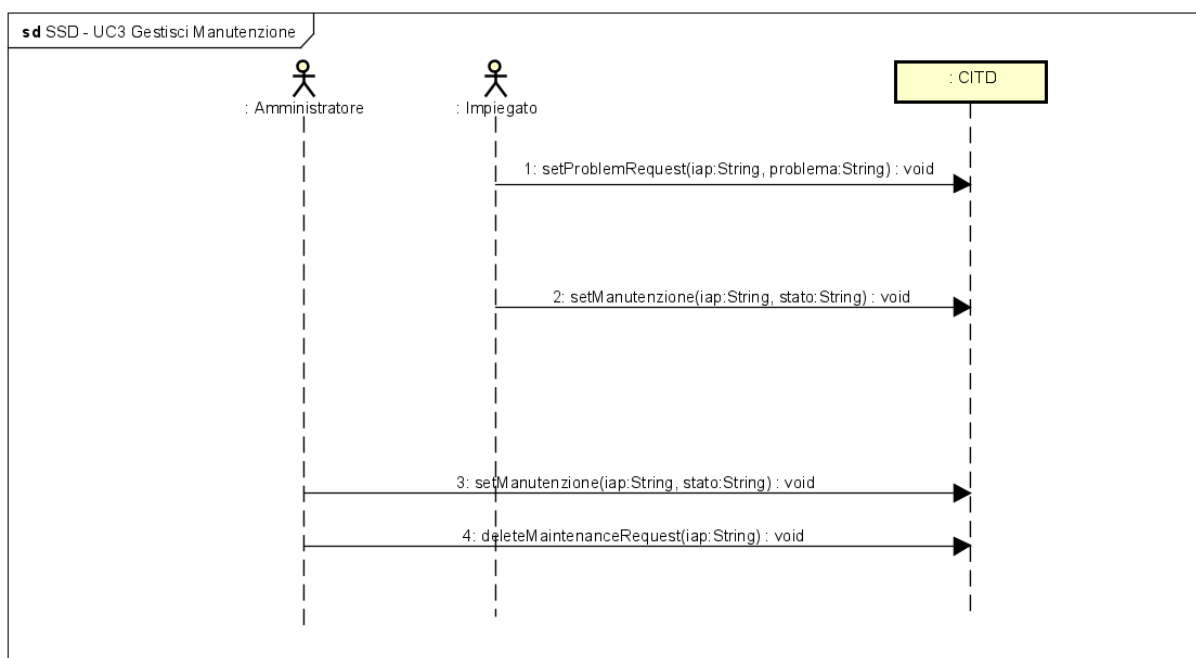 sd SSD - UC3 Gestisci Manutenzione
: Amministratore
: Impiegato
: CITD
1: setProblemRequest(iap:String, problema:String) : void
2: setManutenzione(iap:String, stato:String) : void
3: setManutenzione(iap:String, stato:String) : void
4: deleteMaintenanceRequest(iap:String) : void